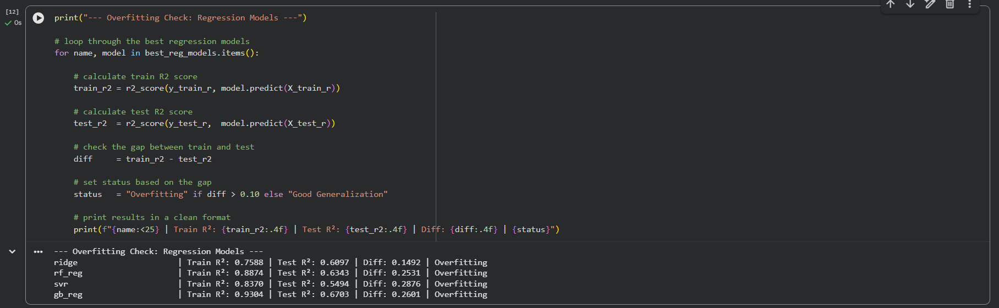 [12]
0s
print("--- Overfitting Check: Regression Models ---")
# loop through the best regression models
for name, model in best_reg_models.items():
# calculate train R2 score
train_r2 = r2_score(y_train_r, model.predict(X_train_r))
# calculate test R2 score
test_r2  = r2_score(y_test_r,  model.predict(X_test_r))
# check the gap between train and test
diff     = train_r2 - test_r2
# set status based on the gap
status   = "Overfitting" if diff > 0.10 else "Good Generalization"
# print results in a clean format
print(f"{name:<25} | Train R²: {train_r2:.4f} | Test R²: {test_r2:.4f} | Diff: {diff:.4f} | {status}")
--- Overfitting Check: Regression Models ---
ridge                     | Train R²: 0.7588 | Test R²: 0.6097 | Diff: 0.1492 | Overfitting
rf_reg                    | Train R²: 0.8874 | Test R²: 0.6343 | Diff: 0.2531 | Overfitting
svr                       | Train R²: 0.8370 | Test R²: 0.5494 | Diff: 0.2876 | Overfitting
gb_reg                    | Train R²: 0.9304 | Test R²: 0.6703 | Diff: 0.2601 | Overfitting